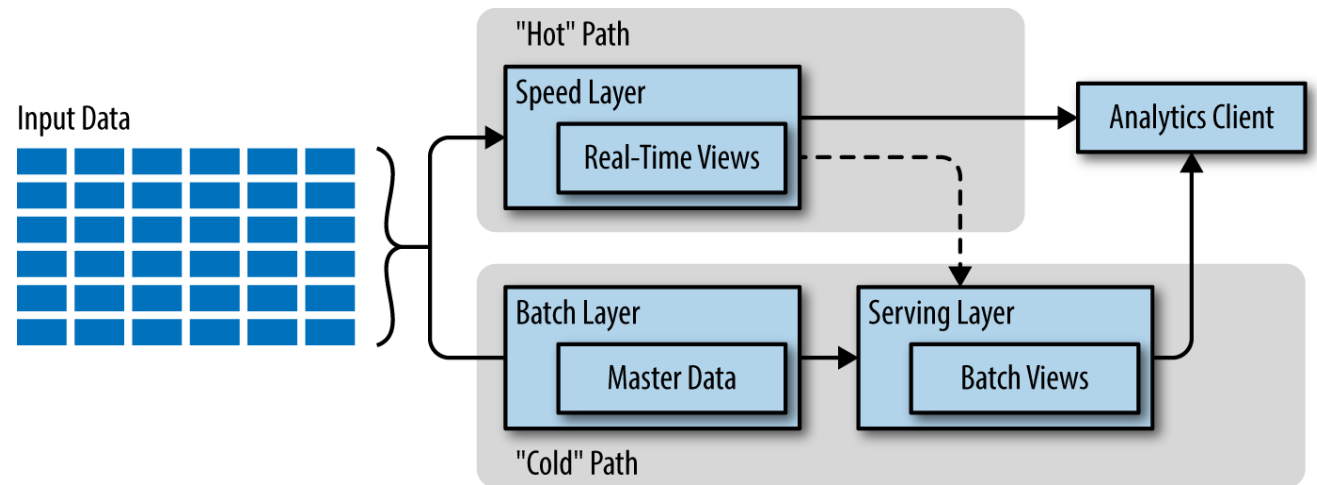 Input Data
"Hot" Path
Speed Layer
Real-Time Views
Analytics Client
Batch Layer
Master Data
Serving Layer
Batch Views
"Cold" Path